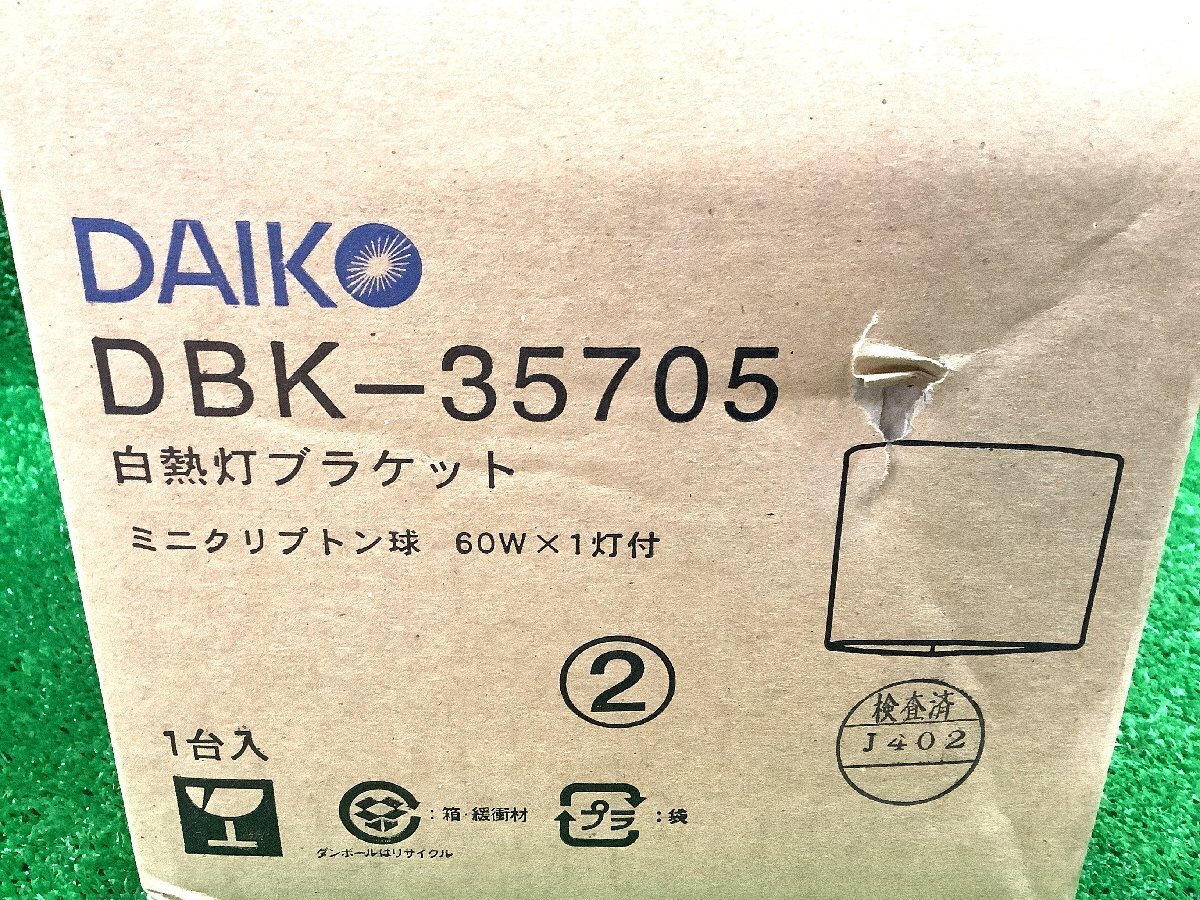 DAIKO
DBK-35705
白熱灯ブラケット
ミニクリプトン球 60W×1灯付
②
検査済
J402
1台入
:箱・緩衝材
プラ:袋
ダンボールはリサイクル